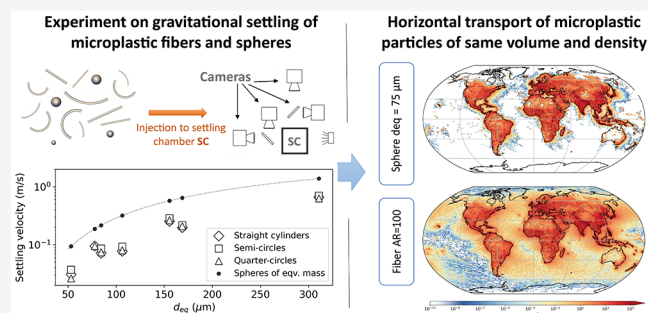 Experiment on gravitational settling of
microplastic fibers and spheres
Cameras
Injection to settling
chamber SC
SC
Settling velocity (m/s)
10⁰
10⁻¹
Straight cylinders
Semi-circles
Quarter-circles
Spheres of eqv. mass
50 100 150 200 250 300
d_eq (μm)
Horizontal transport of microplastic
particles of same volume and density
Sphere deq = 75 μm
Fiber AR=100